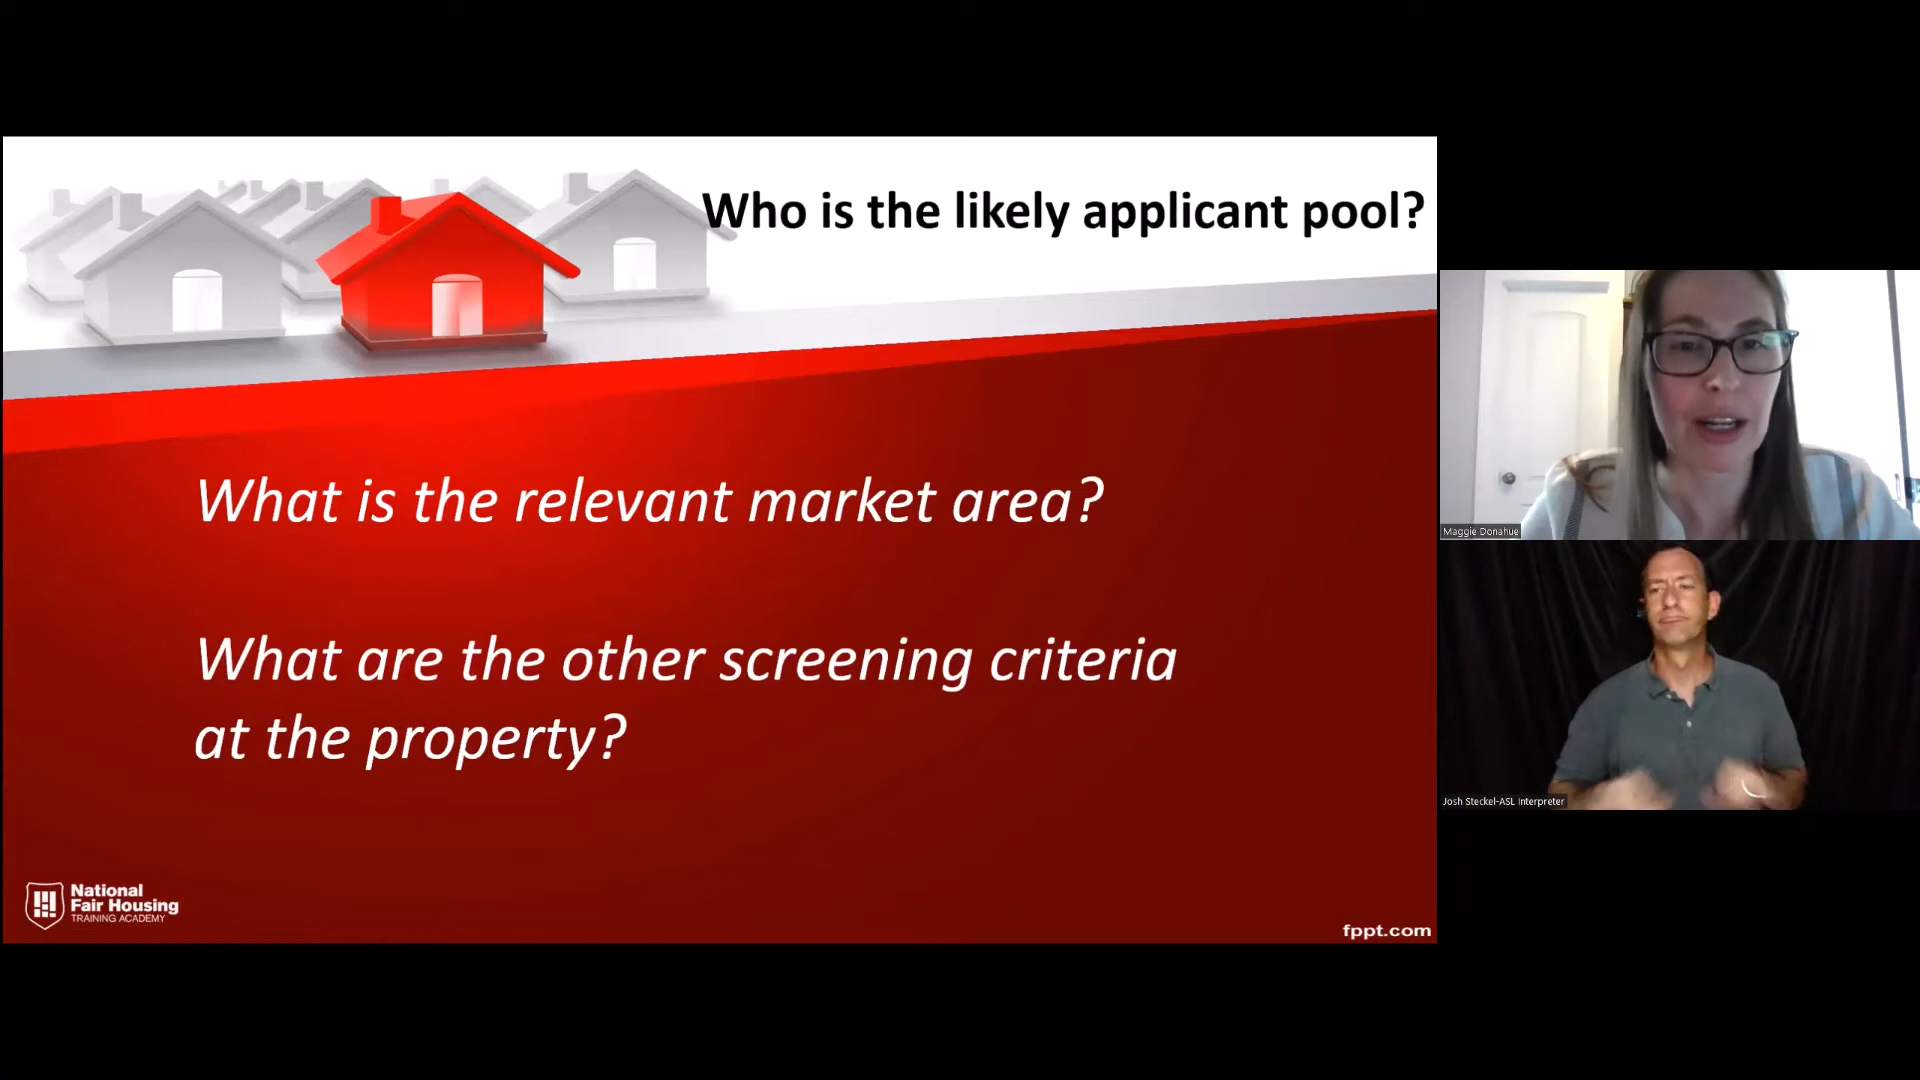 Who is the likely applicant pool?
What is the relevant market area?
What are the other screening criteria
at the property?
National
Fair Housing
TRAINING ACADEMY
fppt.com
Maggie Donahue
Josh Steckel-ASL Interpreter